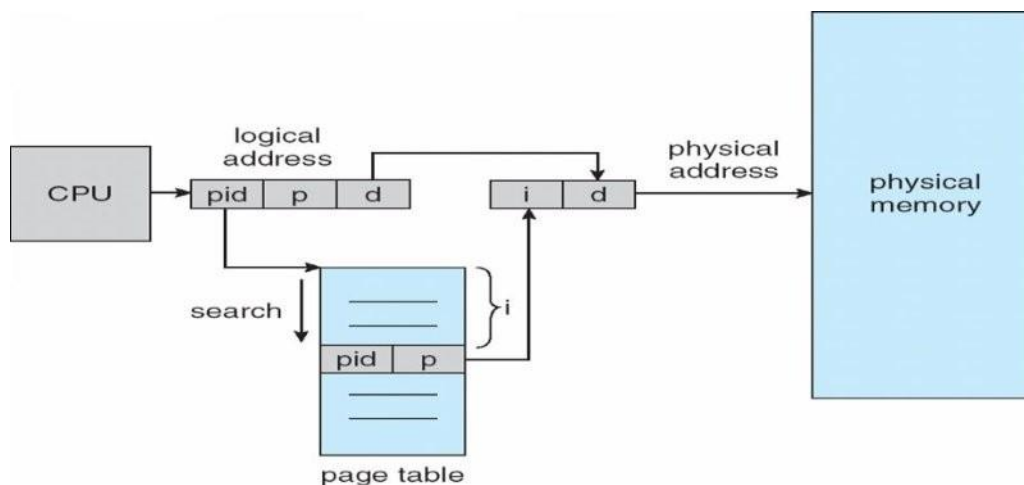 logical
address
CPU
pid p d
i d
physical
address
physical
memory
search
i
pid p
page table